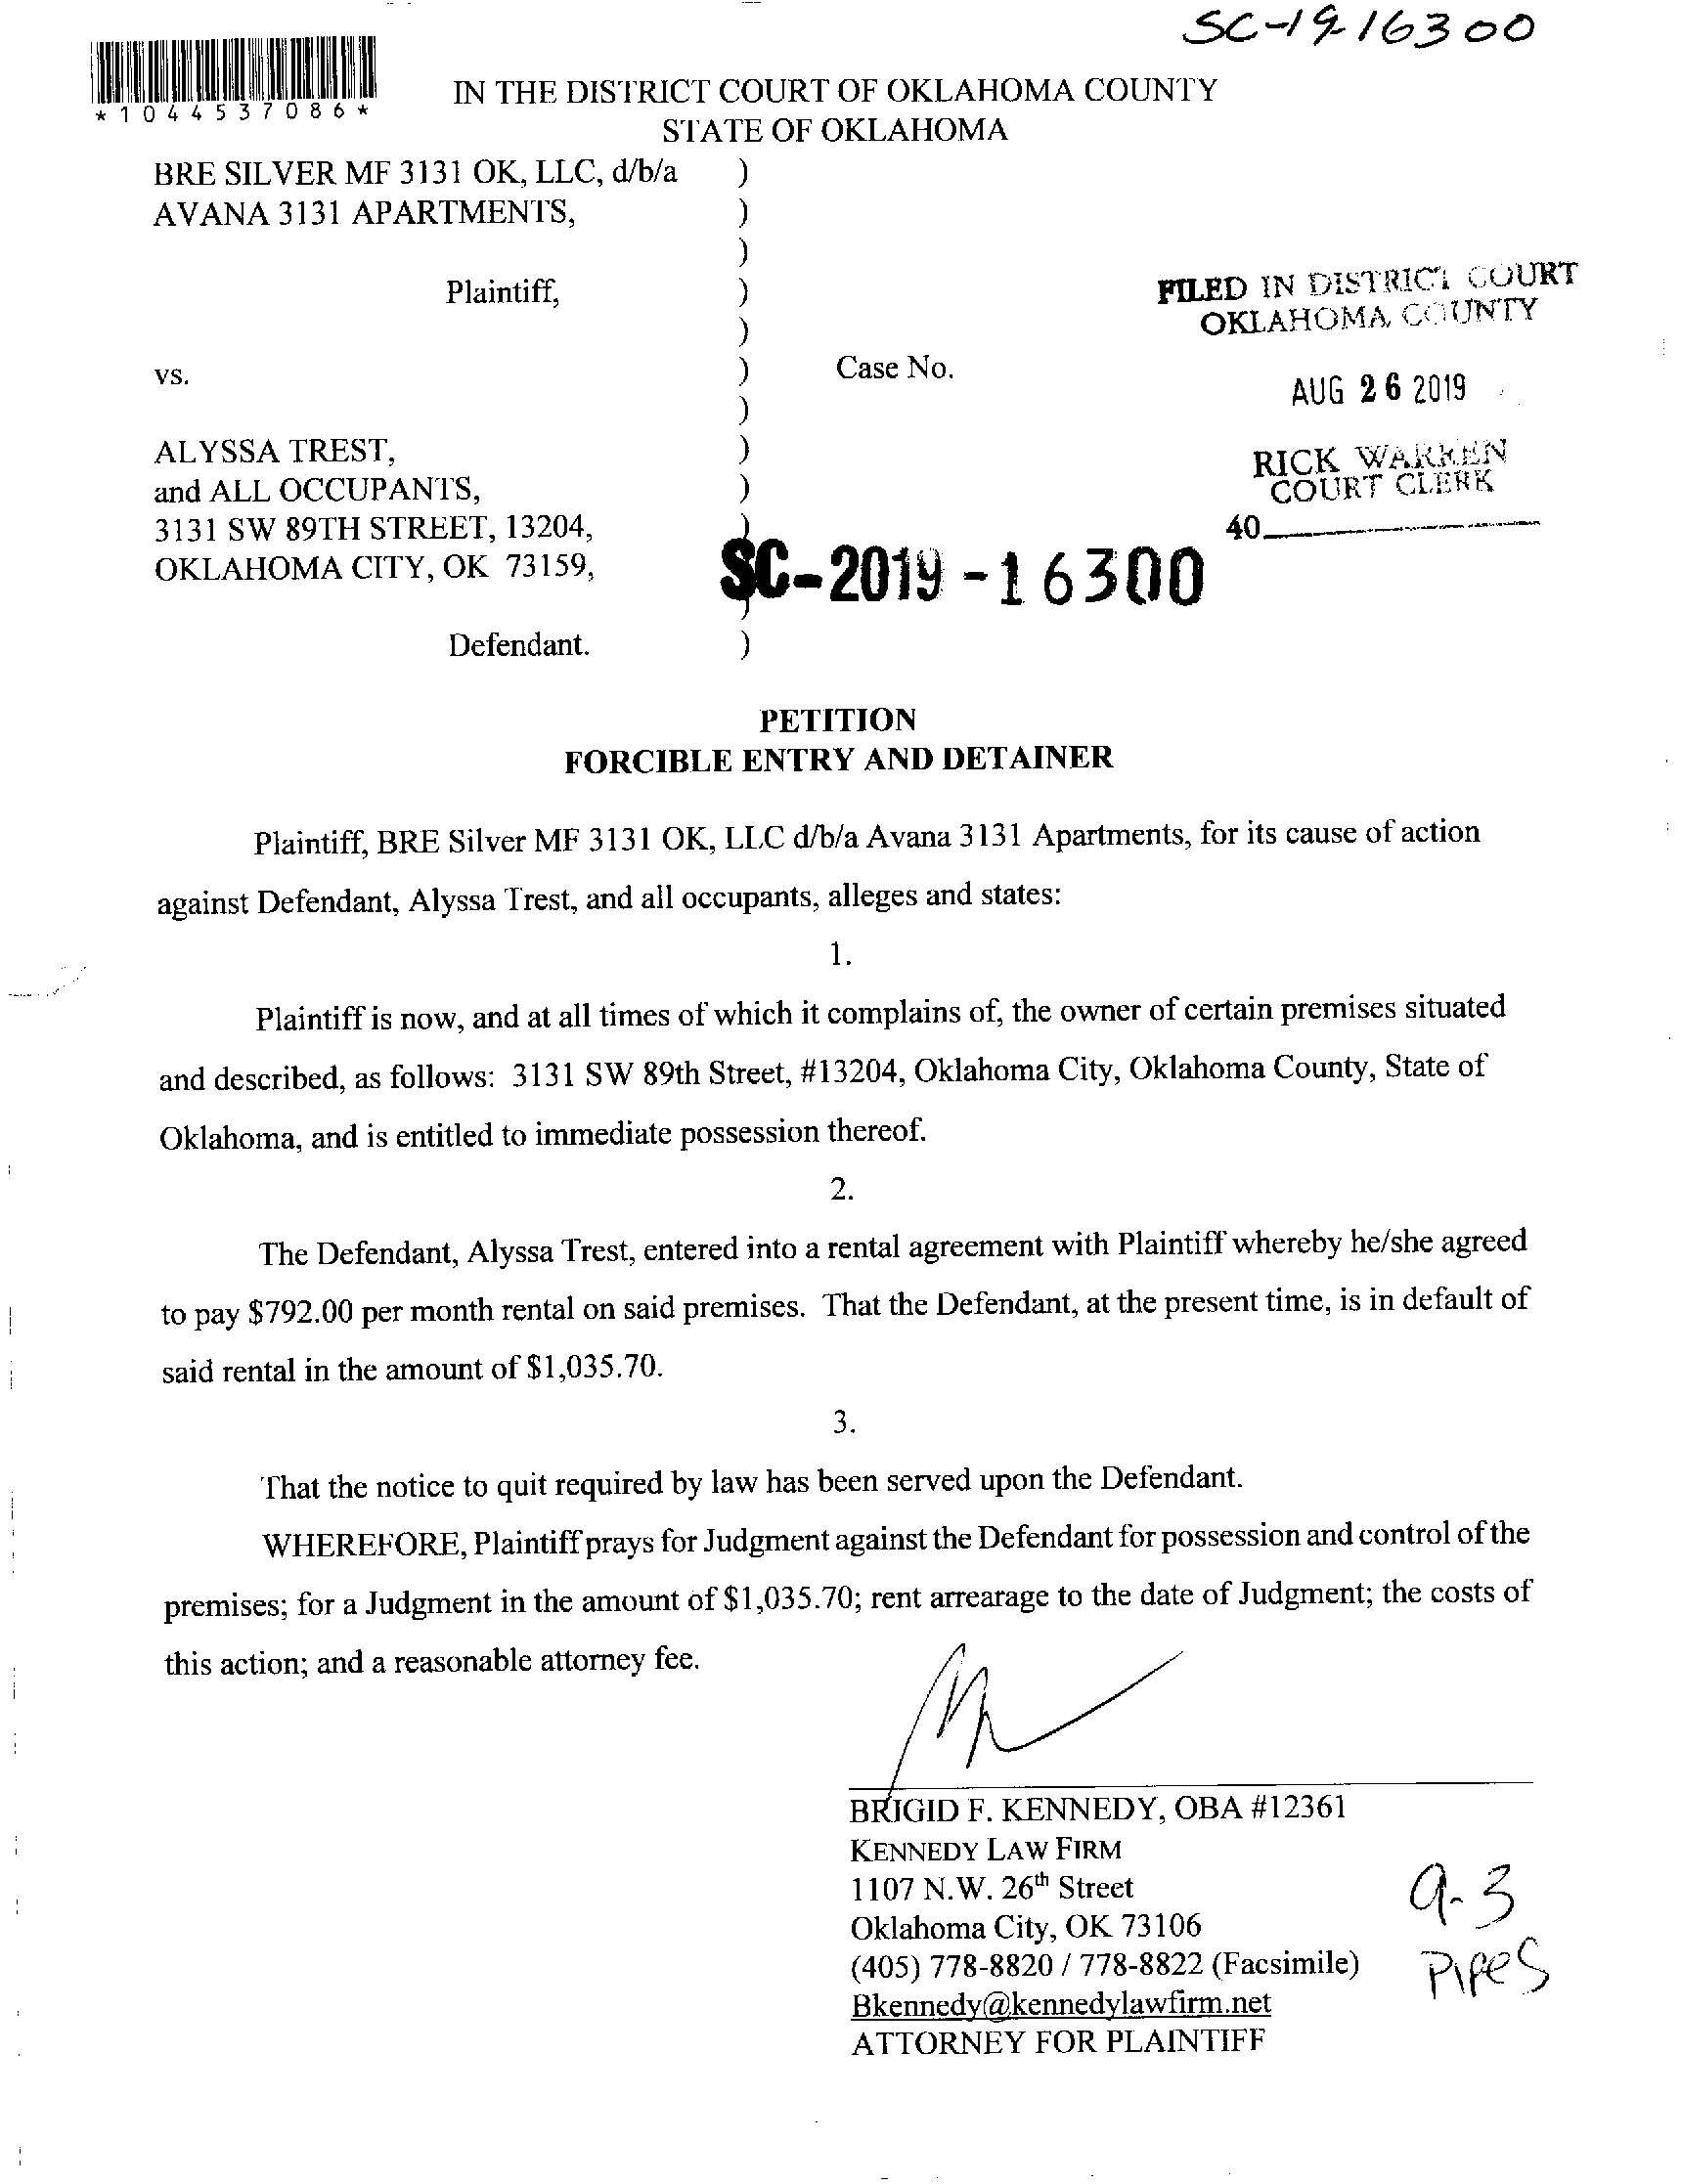 SC-19-16300
*1044537086*
IN THE DISTRICT COURT OF OKLAHOMA COUNTY
STATE OF OKLAHOMA
BRE SILVER MF 3131 OK, LLC, d/b/a )
AVANA 3131 APARTMENTS, )
)
Plaintiff, )
)
FILED IN DISTRICT COURT
OKLAHOMA COUNTY
vs. ) Case No.
)
AUG 26 2019
ALYSSA TREST, )
and ALL OCCUPANTS, )
3131 SW 89TH STREET, 13204, )
OKLAHOMA CITY, OK 73159, )
RICK WARREN
COURT CLERK
40
SC-2019-16300
)
Defendant. )
PETITION
FORCIBLE ENTRY AND DETAINER
Plaintiff, BRE Silver MF 3131 OK, LLC d/b/a Avana 3131 Apartments, for its cause of action
against Defendant, Alyssa Trest, and all occupants, alleges and states:
1.
Plaintiff is now, and at all times of which it complains of, the owner of certain premises situated
and described, as follows: 3131 SW 89th Street, #13204, Oklahoma City, Oklahoma County, State of
Oklahoma, and is entitled to immediate possession thereof.
2.
The Defendant, Alyssa Trest, entered into a rental agreement with Plaintiff whereby he/she agreed
to pay $792.00 per month rental on said premises. That the Defendant, at the present time, is in default of
said rental in the amount of $1,035.70.
3.
That the notice to quit required by law has been served upon the Defendant.
WHEREFORE, Plaintiff prays for Judgment against the Defendant for possession and control of the
premises; for a Judgment in the amount of $1,035.70; rent arrearage to the date of Judgment; the costs of
this action; and a reasonable attorney fee.
BRIGID F. KENNEDY, OBA #12361
KENNEDY LAW FIRM
1107 N.W. 26th Street
Oklahoma City, OK 73106
(405) 778-8820 / 778-8822 (Facsimile)
Bkennedy@kennedylawfirm.net
ATTORNEY FOR PLAINTIFF
9-3
Pipes